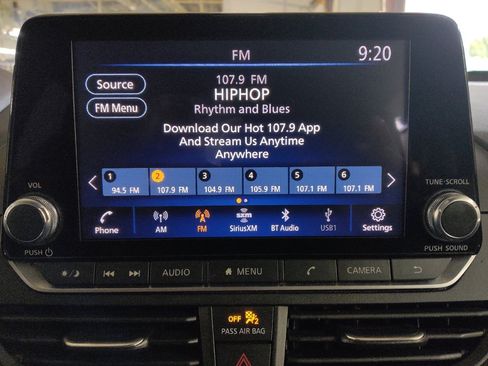 FM
9:20
Source
107.9 FM
HIPHOP
FM Menu
Rhythm and Blues
Download Our Hot 107.9 App
And Stream Us Anytime
Anywhere
1 2 3 4 5 6
94.5 FM 107.9 FM 104.9 FM 105.9 FM 107.1 FM 107.1 FM
VOL
TUNE·SCROLL
sxm
Phone AM FM SiriusXM BT Audio USB1 Settings
PUSH
PUSH SOUND
AUDIO MENU CAMERA
OFF 2
PASS AIR BAG